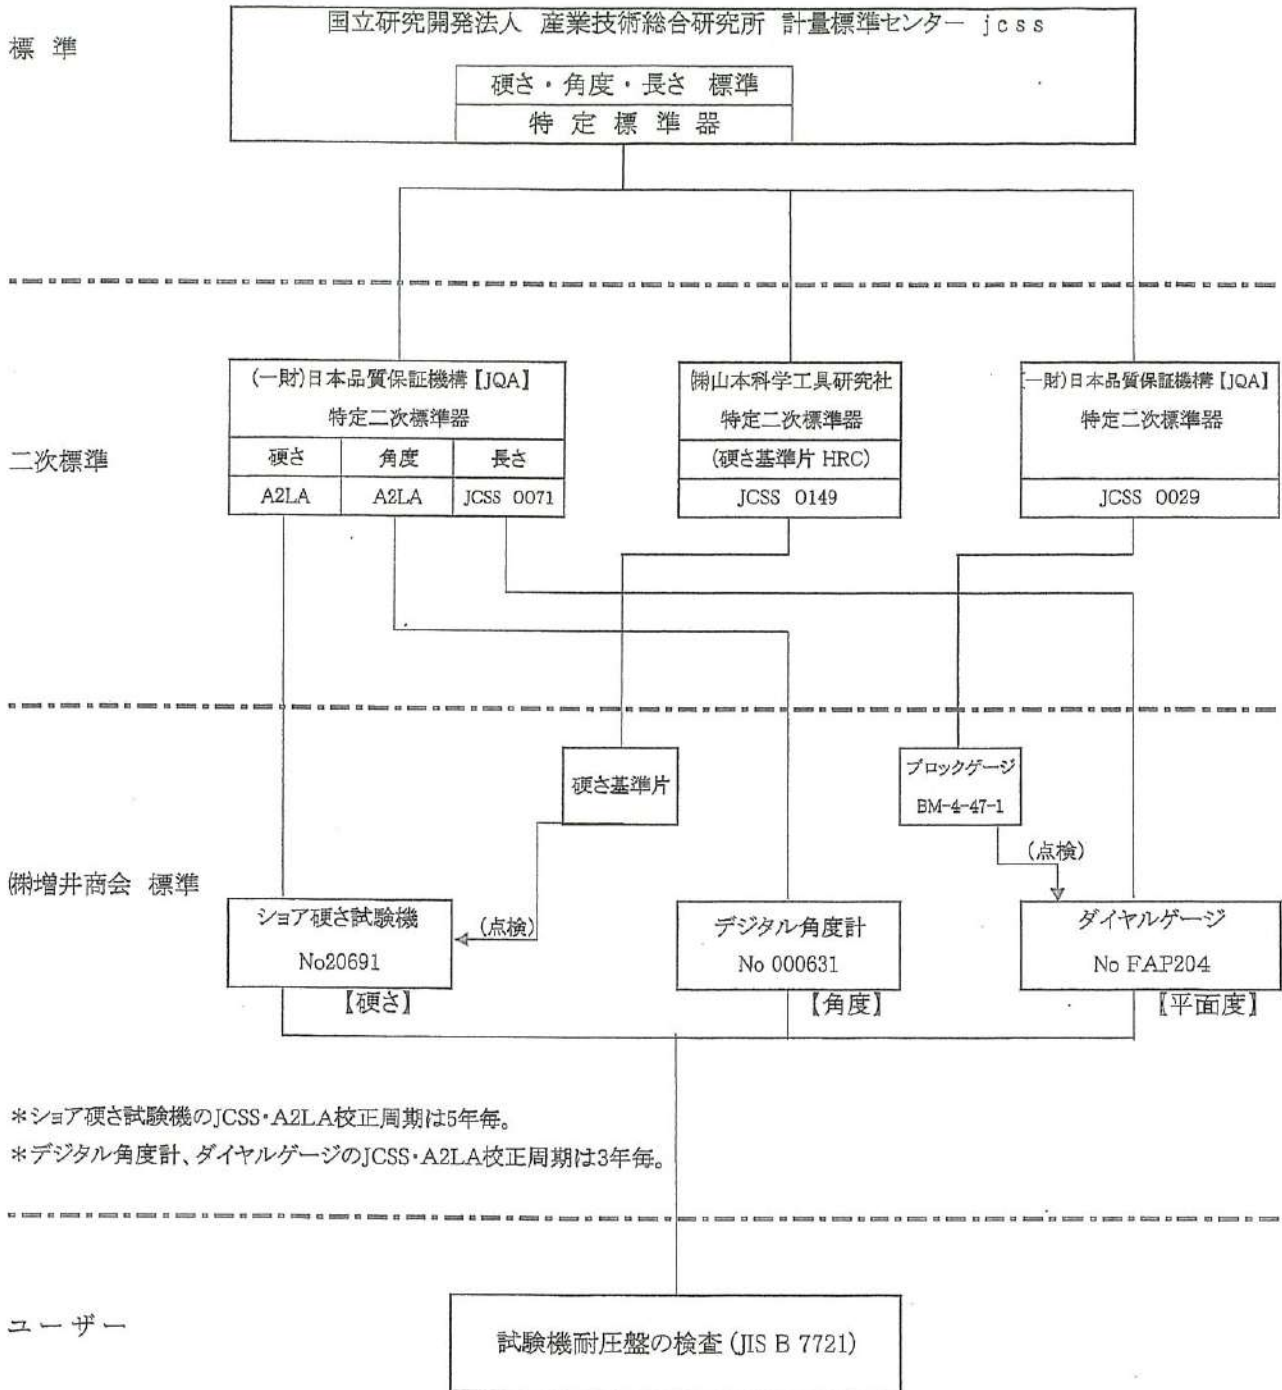 国立研究開発法人 産業技術総合研究所 計量標準センター jcss
標 準
硬さ・角度・長さ 標準
特 定 標 準 器
(一財)日本品質保証機構【JQA】
特定二次標準器
硬さ 角度 長さ
A2LA A2LA JCSS 0071
㈱山本科学工具研究社
特定二次標準器
(硬さ基準片 HRC)
JCSS 0149
(一財)日本品質保証機構【JQA】
特定二次標準器
JCSS 0029
二次標準
硬さ基準片
ブロックゲージ
BM-4-47-1
(点検)
㈱増井商会 標準
ショア硬さ試験機
No20691
(点検)
【硬さ】
デジタル角度計
No 000631
【角度】
ダイヤルゲージ
No FAP204
【平面度】
*ショア硬さ試験機のJCSS・A2LA校正周期は5年毎。
*デジタル角度計、ダイヤルゲージのJCSS・A2LA校正周期は3年毎。
ユーザー
試験機耐圧盤の検査 (JIS B 7721)